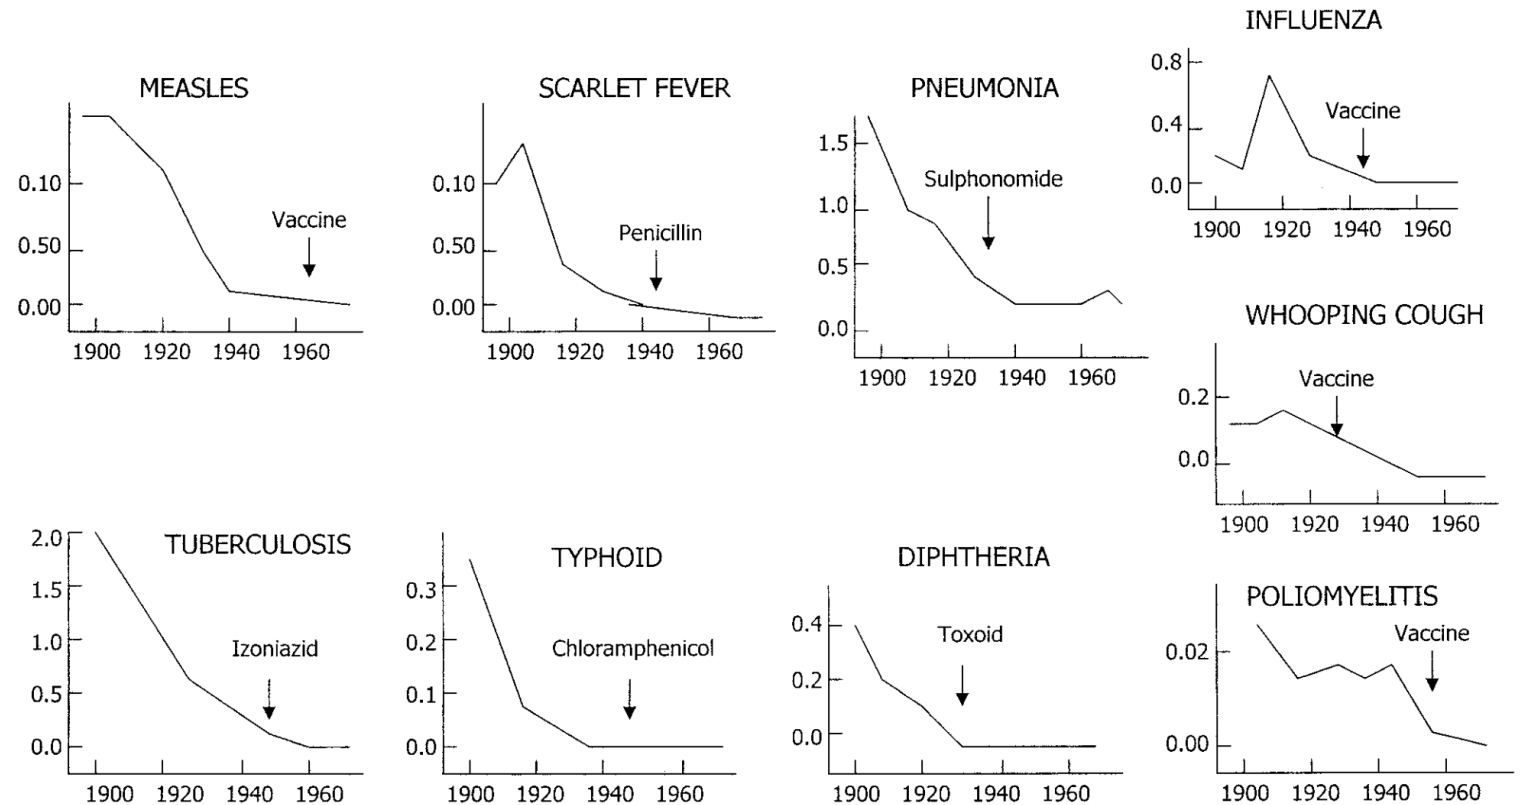 MEASLES
0.10
0.50
0.00
Vaccine
1900 1920 1940 1960
SCARLET FEVER
0.10
0.50
0.00
Penicillin
1900 1920 1940 1960
PNEUMONIA
1.5
1.0
0.5
0.0
Sulphonomide
1900 1920 1940 1960
INFLUENZA
0.8
0.4
0.0
Vaccine
1900 1920 1940 1960
WHOOPING COUGH
0.2
0.0
Vaccine
1900 1920 1940 1960
TUBERCULOSIS
2.0
1.5
1.0
0.5
0.0
Izoniazid
1900 1920 1940 1960
TYPHOID
0.3
0.2
0.1
0.0
Chloramphenicol
1900 1920 1940 1960
DIPHTHERIA
0.4
0.2
0.0
Toxoid
1900 1920 1940 1960
POLIOMYELITIS
0.02
0.00
Vaccine
1900 1920 1940 1960